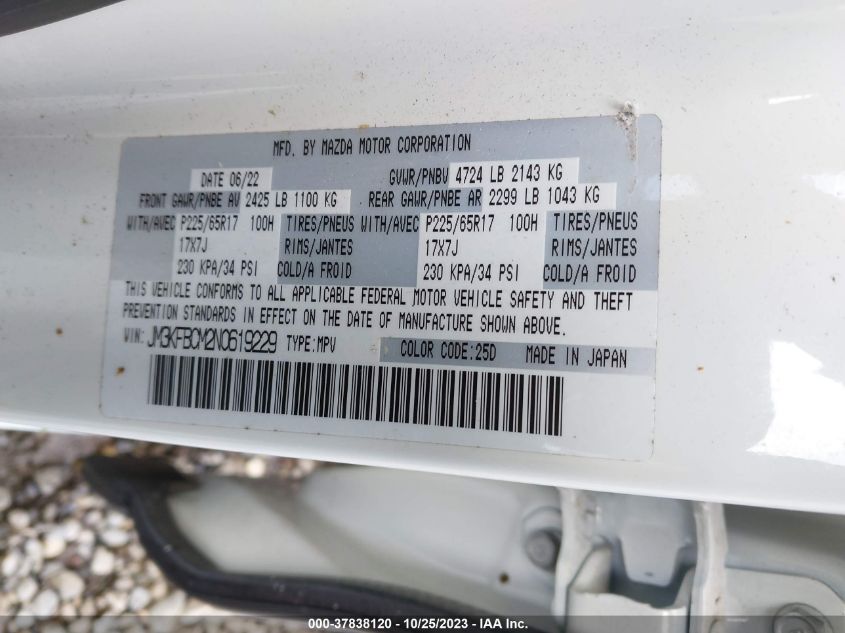 MFD. BY MAZDA MOTOR CORPORATION
DATE 06/22 GVWR/PNBV 4724 LB 2143 KG
FRONT GAWR/PNBE AV 2425 LB 1100 KG REAR GAWR/PNBE AR 2299 LB 1043 KG
WITH/AVEC P225/65R17 100H TIRES/PNEUS WITH/AVEC P225/65R17 100H TIRES/PNEUS
17X7J RIMS/JANTES 17X7J RIMS/JANTES
230 KPA/34 PSI COLD/A FROID 230 KPA/34 PSI COLD/A FROID
THIS VEHICLE CONFORMS TO ALL APPLICABLE FEDERAL MOTOR VEHICLE SAFETY AND THEFT
PREVENTION STANDARDS IN EFFECT ON THE DATE OF MANUFACTURE SHOWN ABOVE.
VIN: JM3KFBCM2N0619229 TYPE:MPV COLOR CODE:25D MADE IN JAPAN
000-37838120 - 10/25/2023 - IAA Inc.